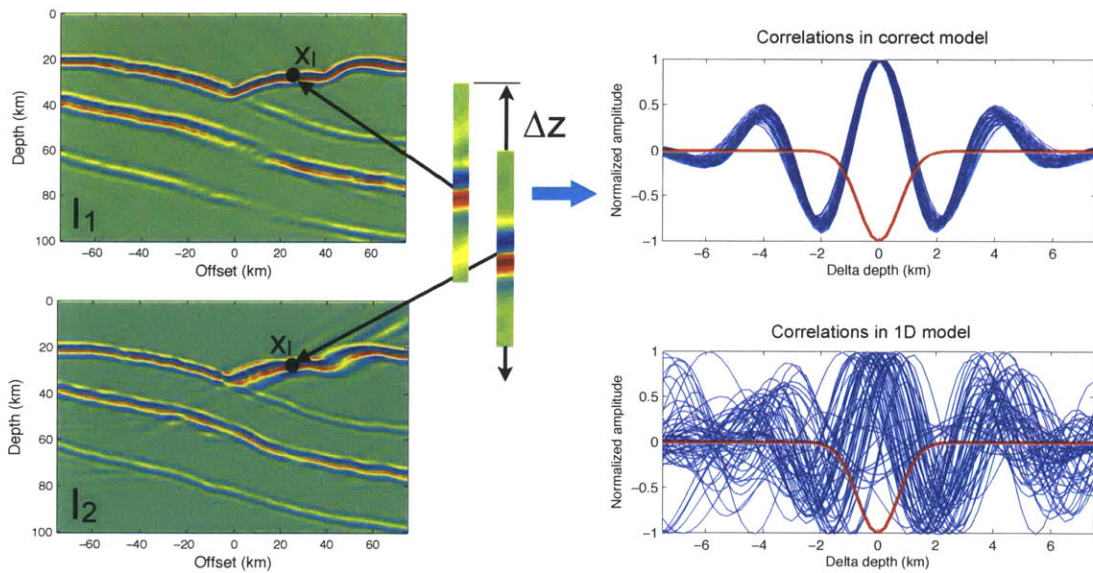 0
20
40
60
80
100
Depth (km)
X_I
I_1
−60 −40 −20 0 20 40 60
Offset (km)
0
20
40
60
80
100
Depth (km)
X_I
I_2
−60 −40 −20 0 20 40 60
Offset (km)
Δz
Correlations in correct model
1
0.5
0
−0.5
−1
Normalized amplitude
−6 −4 −2 0 2 4 6
Delta depth (km)
Correlations in 1D model
1
0.5
0
−0.5
−1
Normalized amplitude
−6 −4 −2 0 2 4 6
Delta depth (km)